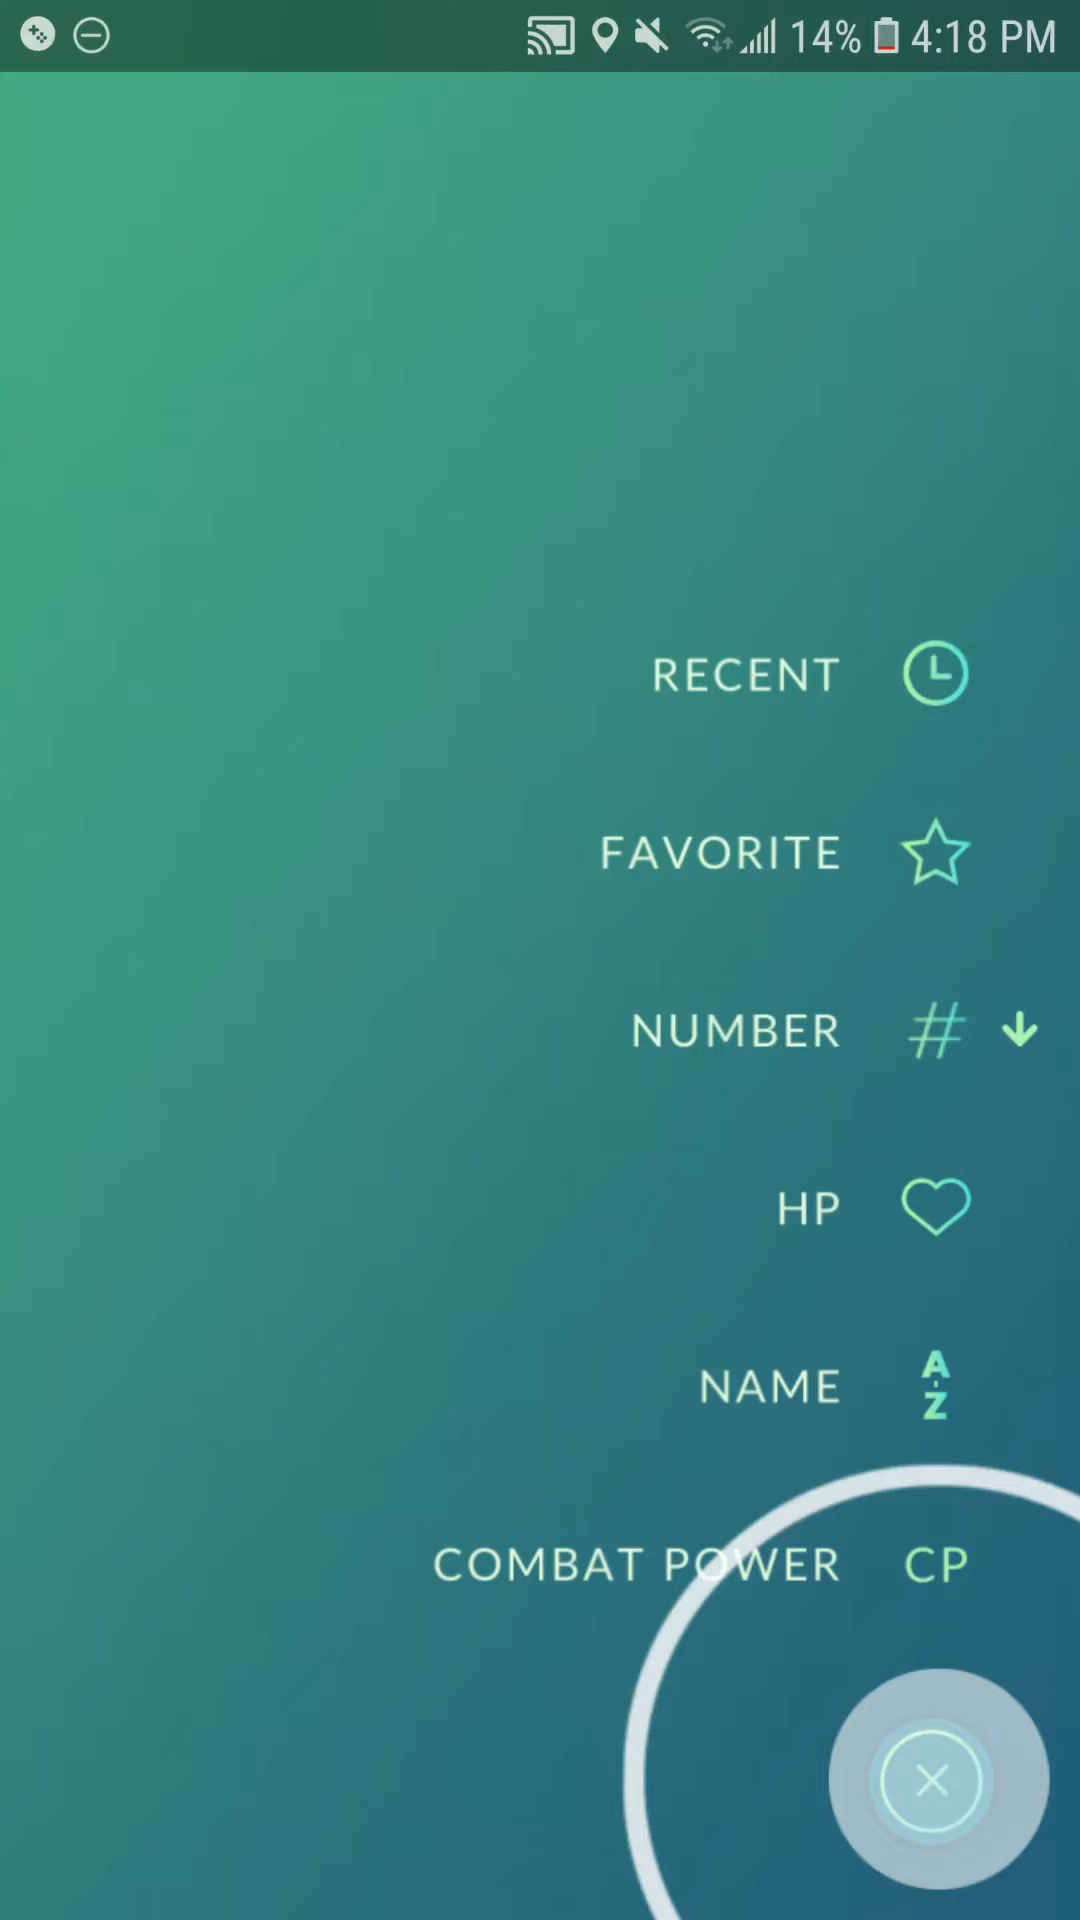 14% 4:18 PM
RECENT
FAVORITE
NUMBER #
HP
NAME A-Z
COMBAT POWER CP